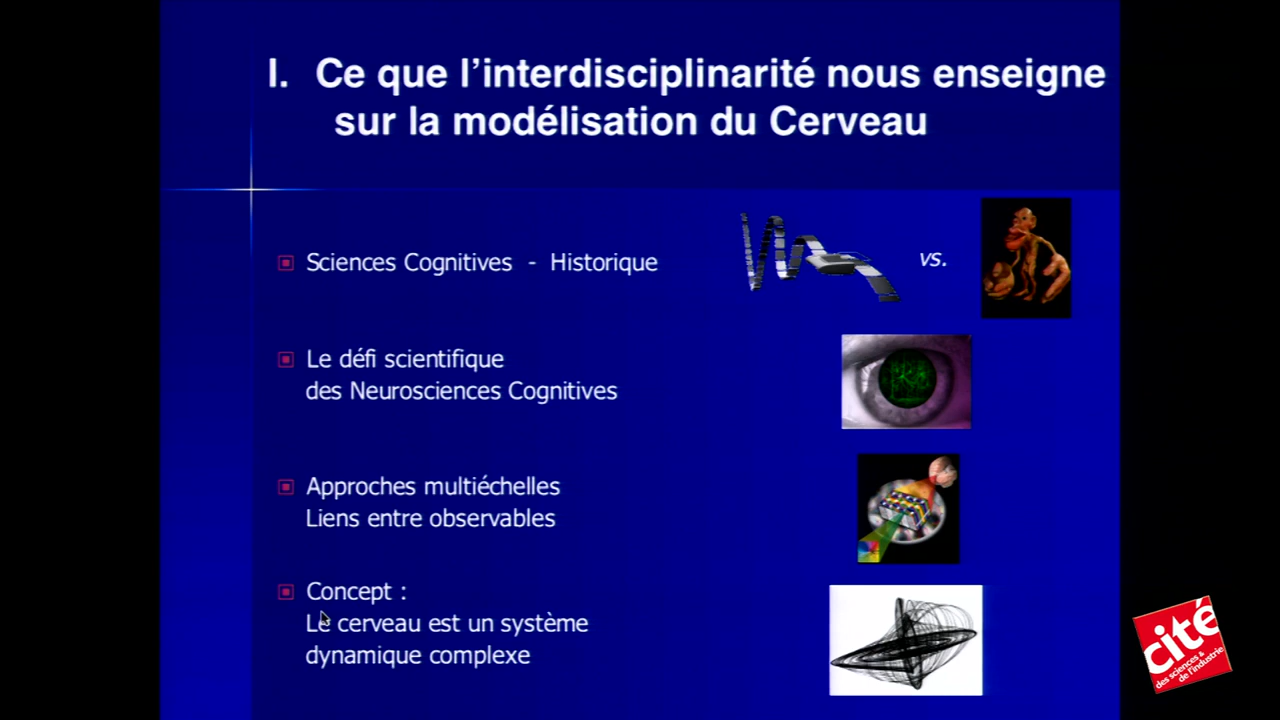 I. Ce que l’interdisciplinarité nous enseigne
sur la modélisation du Cerveau
Sciences Cognitives - Historique
vs.
Le défi scientifique
des Neurosciences Cognitives
Approches multiéchelles
Liens entre observables
Concept :
Le cerveau est un système
dynamique complexe
cité
des sciences &
de l'industrie